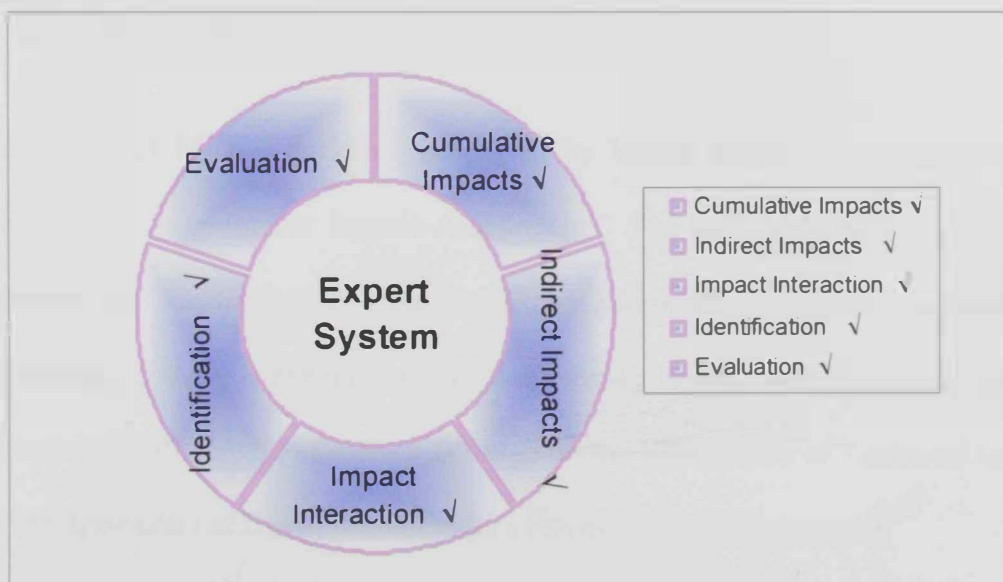 Evaluation √
Cumulative
Impacts √
Expert
System
Indirect Impacts √
Impact
Interaction √
Identification √
Cumulative Impacts √
Indirect Impacts √
Impact Interaction √
Identification √
Evaluation √